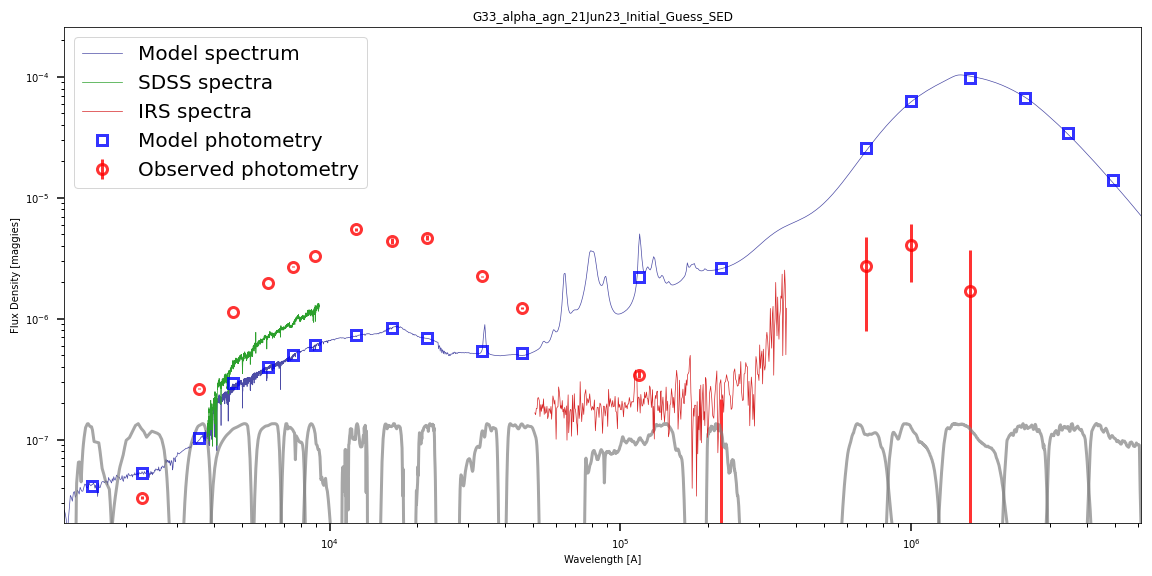 G33_alpha_agn_21Jun23_Initial_Guess_SED
Model spectrum
SDSS spectra
IRS spectra
Model photometry
Observed photometry
Flux Density [maggies]
10⁻⁴
10⁻⁵
10⁻⁶
10⁻⁷
10⁴
10⁵
10⁶
Wavelength [A]